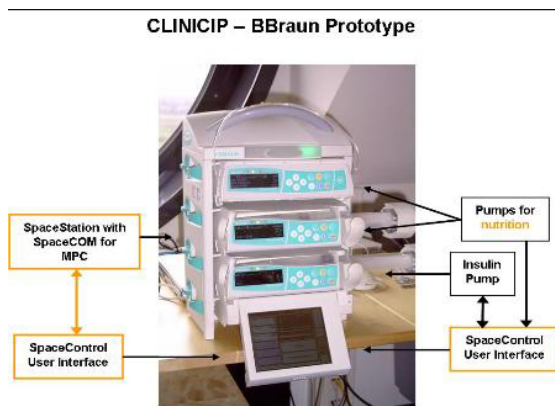 CLINICIP – BBraun Prototype
SpaceStation with
SpaceCOM for
MPC
SpaceControl
User Interface
Pumps for
nutrition
Insulin
Pump
SpaceControl
User Interface